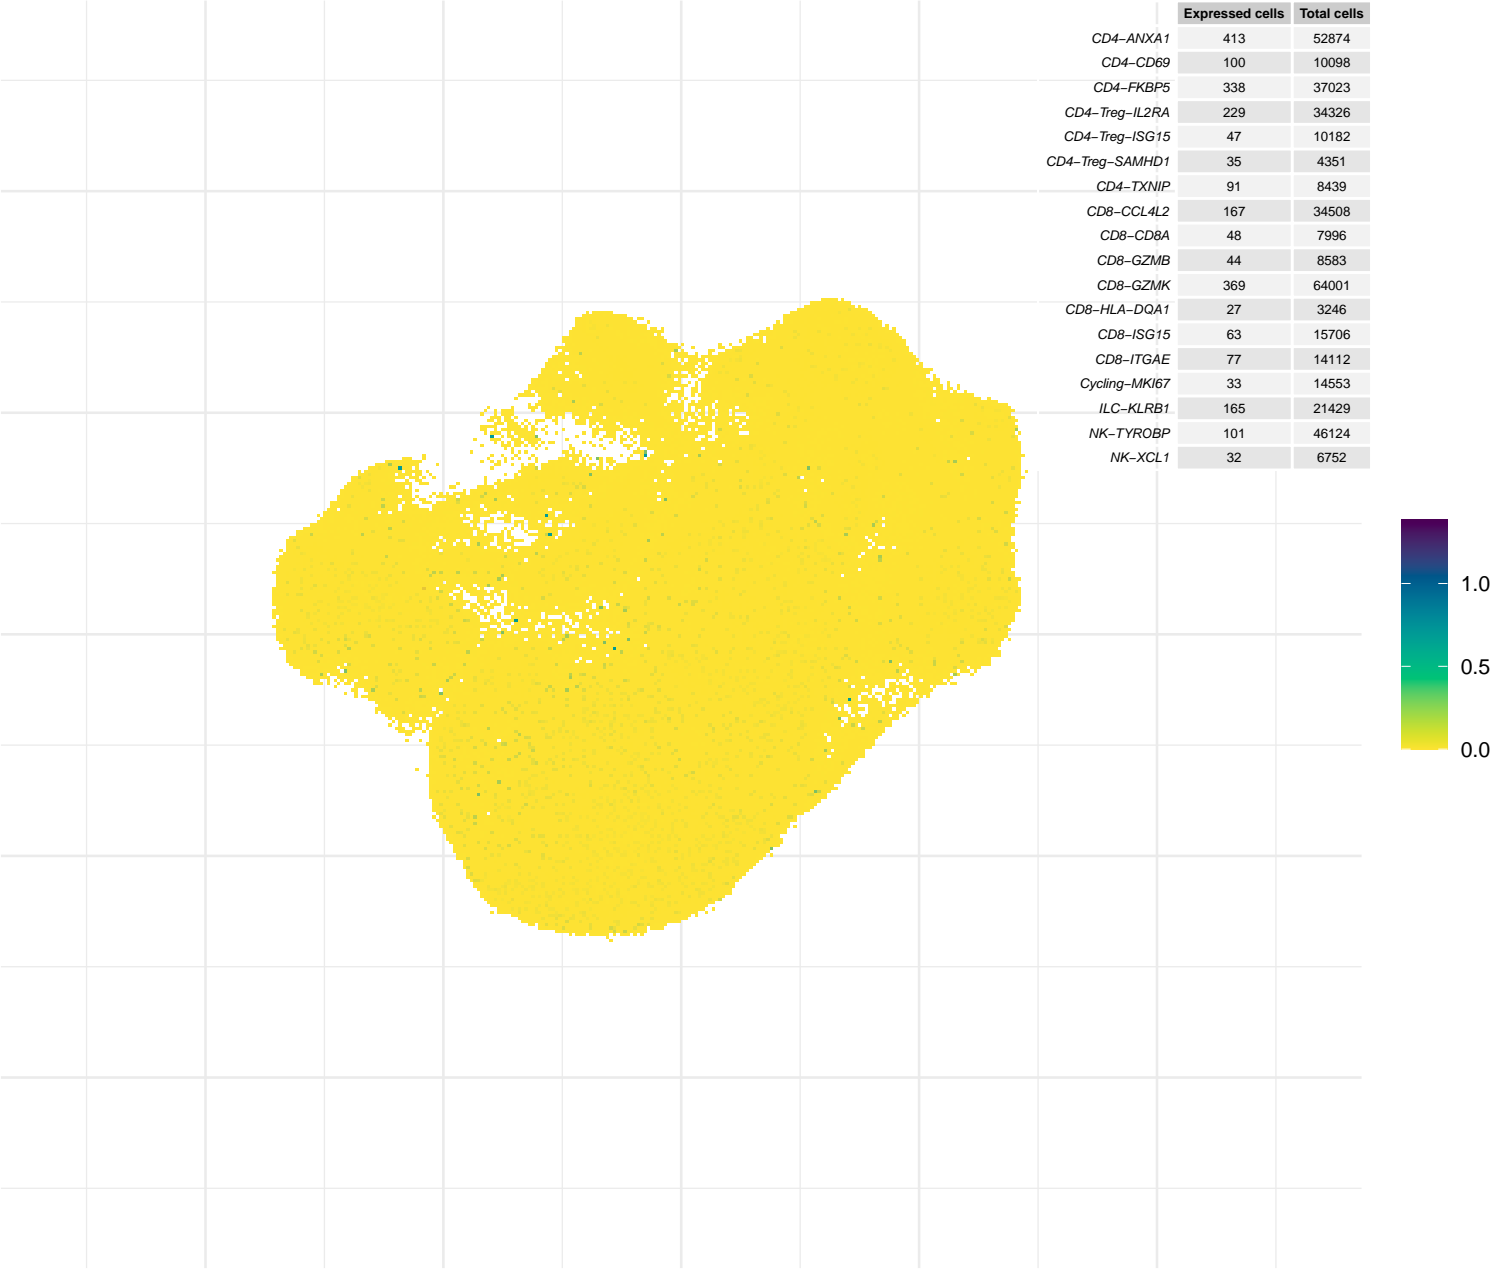 Expressed cells Total cells
CD4−ANXA1 413 52874
CD4−CD69 100 10098
CD4−FKBP5 338 37023
CD4−Treg−IL2RA 229 34326
CD4−Treg−ISG15 47 10182
CD4−Treg−SAMHD1 35 4351
CD4−TXNIP 91 8439
CD8−CCL4L2 167 34508
CD8−CD8A 48 7996
CD8−GZMB 44 8583
CD8−GZMK 369 64001
CD8−HLA−DQA1 27 3246
CD8−ISG15 63 15706
CD8−ITGAE 77 14112
Cycling−MKI67 33 14553
ILC−KLRB1 165 21429
NK−TYROBP 101 46124
NK−XCL1 32 6752
1.0
0.5
0.0